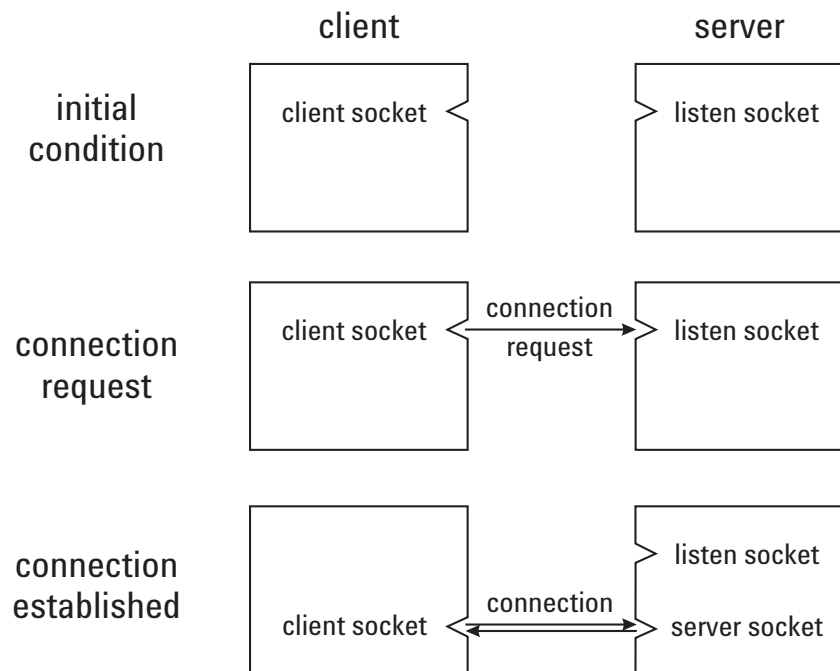 client
server
initial
condition
client socket
listen socket
connection
request
client socket
connection
request
listen socket
connection
established
listen socket
client socket
connection
server socket